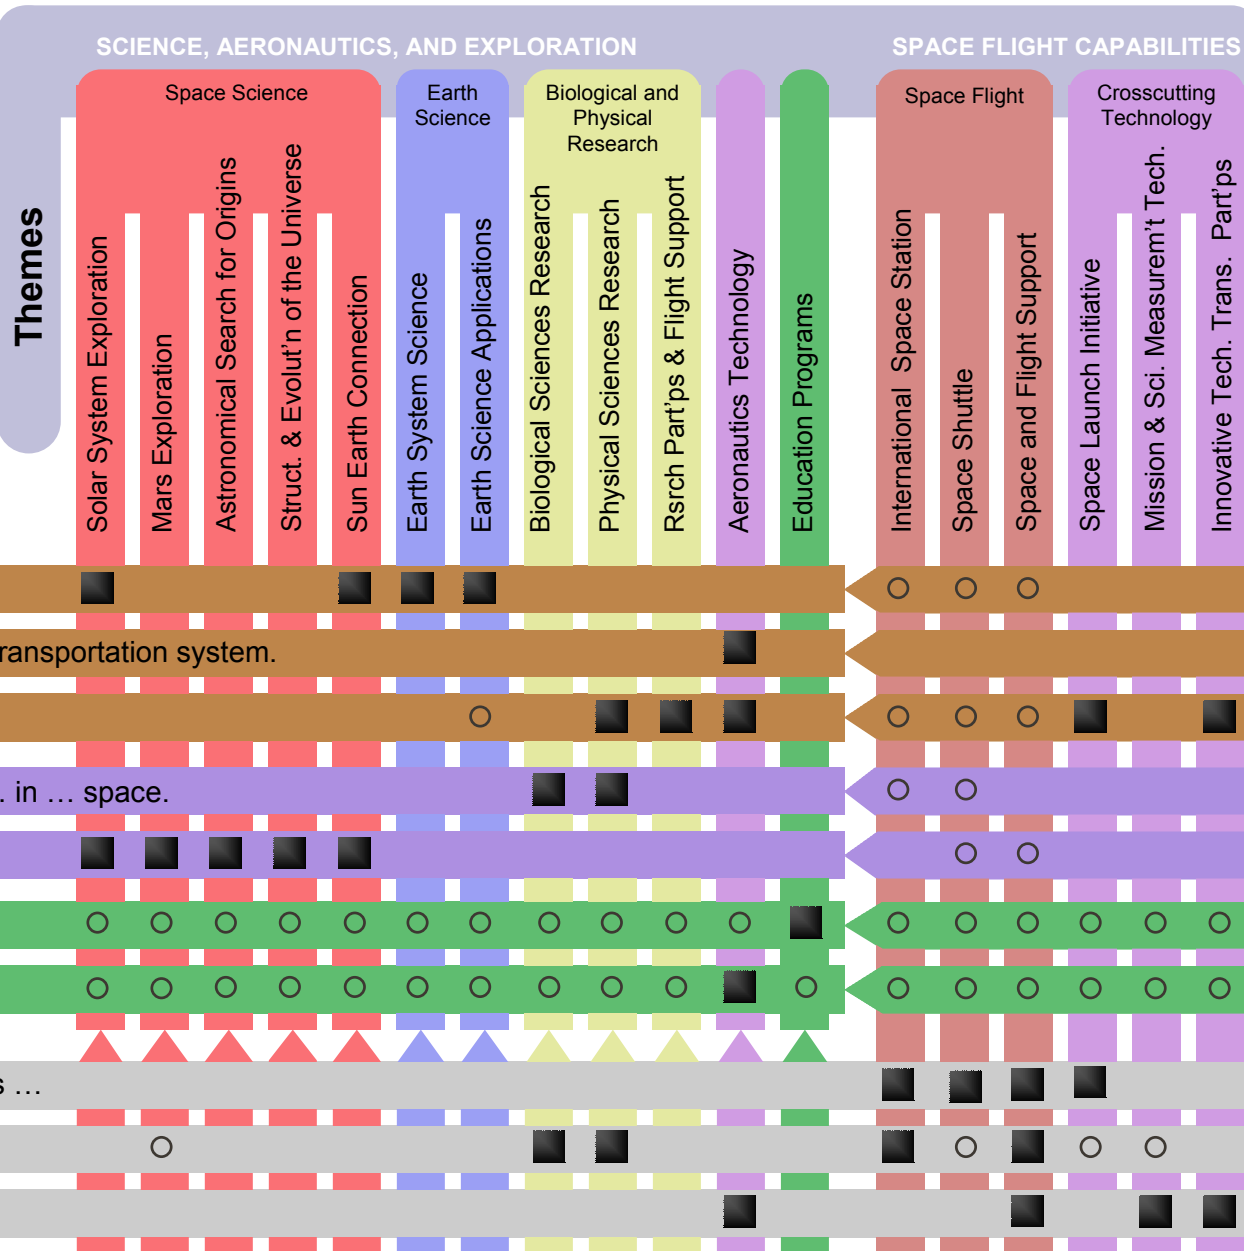 SCIENCE, AERONAUTICS, AND EXPLORATION
SPACE FLIGHT CAPABILITIES
Space Science
Earth
Science
Biological and
Physical
Research
Space Flight
Crosscutting
Technology
Themes
Solar System Exploration
Mars Exploration
Astronomical Search for Origins
Struct. & Evolut'n of the Universe
Sun Earth Connection
Earth System Science
Earth Science Applications
Biological Sciences Research
Physical Sciences Research
Rsrch Part'ps & Flight Support
Aeronautics Technology
Education Programs
International Space Station
Space Shuttle
Space and Flight Support
Space Launch Initiative
Mission & Sci. Measurem't Tech.
Innovative Tech. Trans. Part'ps
ransportation system.
. in … space.
s …